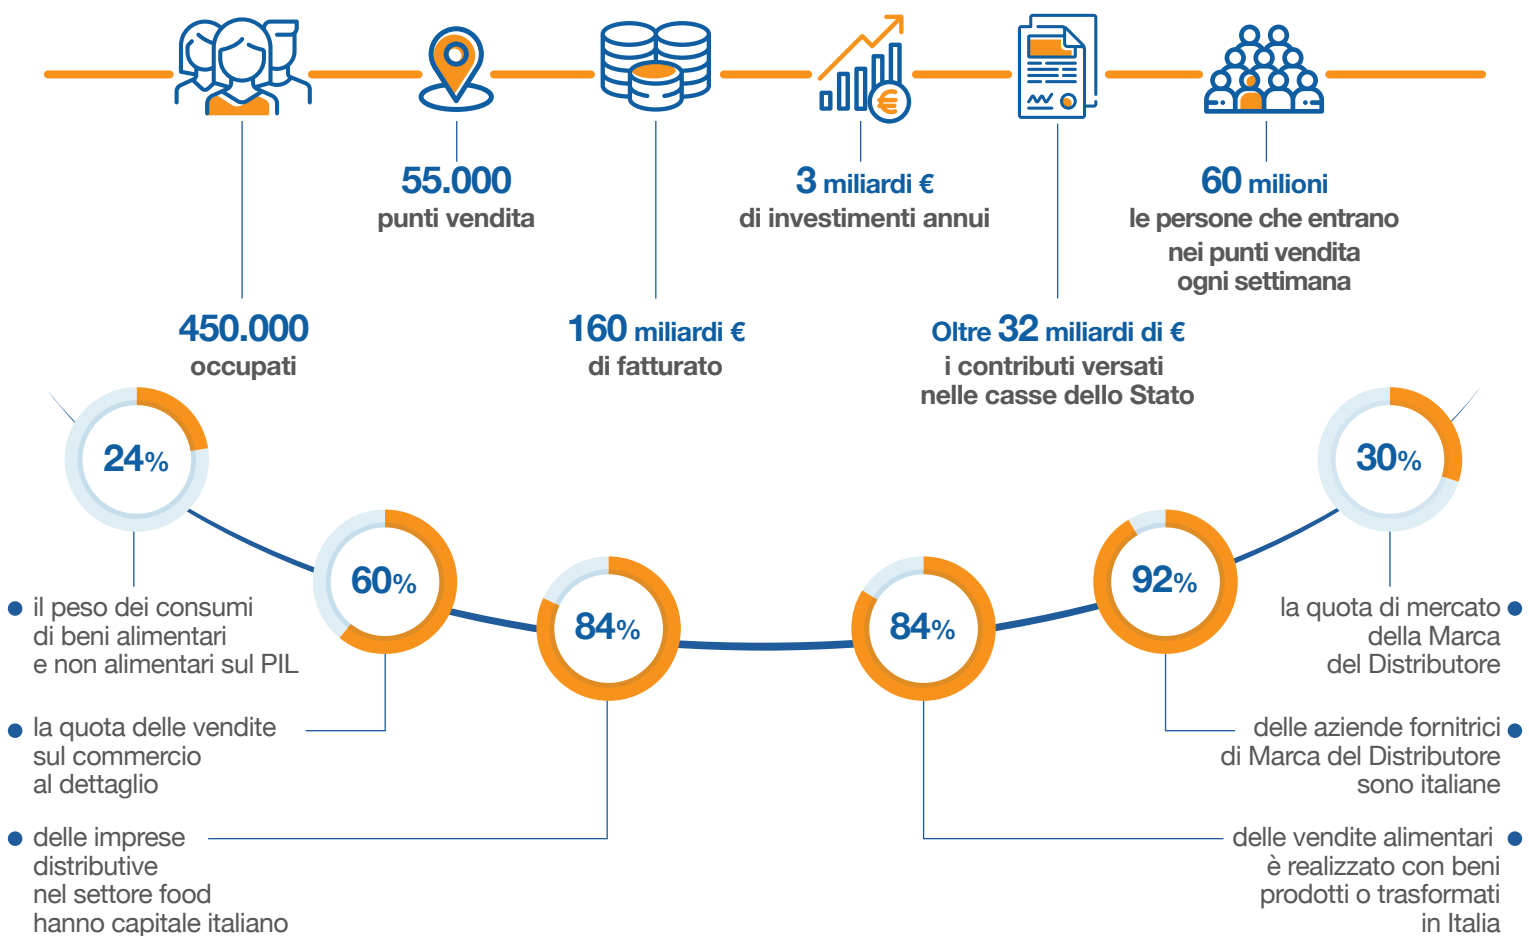 55.000
punti vendita
3 miliardi €
di investimenti annui
60 milioni
le persone che entrano
nei punti vendita
ogni settimana
450.000
occupati
160 miliardi €
di fatturato
Oltre 32 miliardi di €
i contributi versati
nelle casse dello Stato
24%
60%
84%
84%
92%
30%
il peso dei consumi
di beni alimentari
e non alimentari sul PIL
la quota delle vendite
sul commercio
al dettaglio
delle imprese
distributive
nel settore food
hanno capitale italiano
la quota di mercato
della Marca
del Distributore
delle aziende fornitrici
di Marca del Distributore
sono italiane
delle vendite alimentari
è realizzato con beni
prodotti o trasformati
in Italia